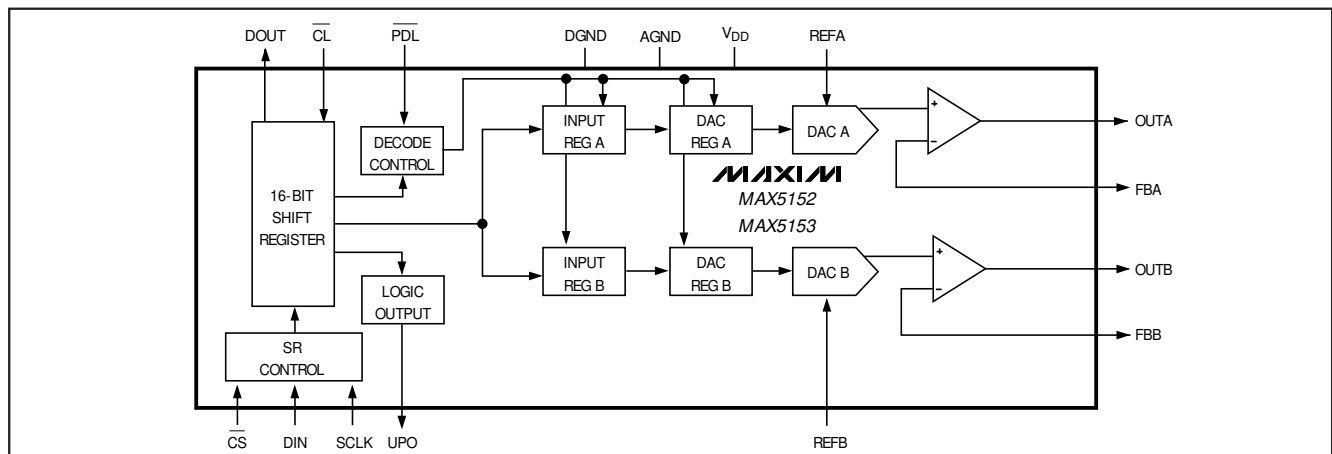 DOUT
CL
PDL
DGND
AGND
VDD
REFA
INPUT
REG A
DAC
REG A
DAC A
+
−
OUTA
DECODE
CONTROL
MAXIM
MAX5152
MAX5153
FBA
16-BIT
SHIFT
REGISTER
INPUT
REG B
DAC
REG B
DAC B
+
−
OUTB
LOGIC
OUTPUT
FBB
SR
CONTROL
CS
DIN
SCLK
UPO
REFB